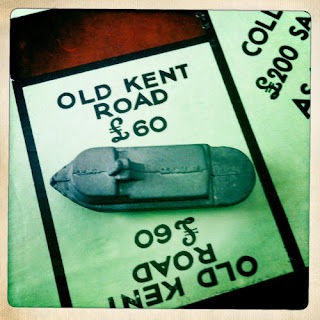 OLD KENT
ROAD
£60
£60
ROAD
OLD KENT
COLL
£200 SA
AS